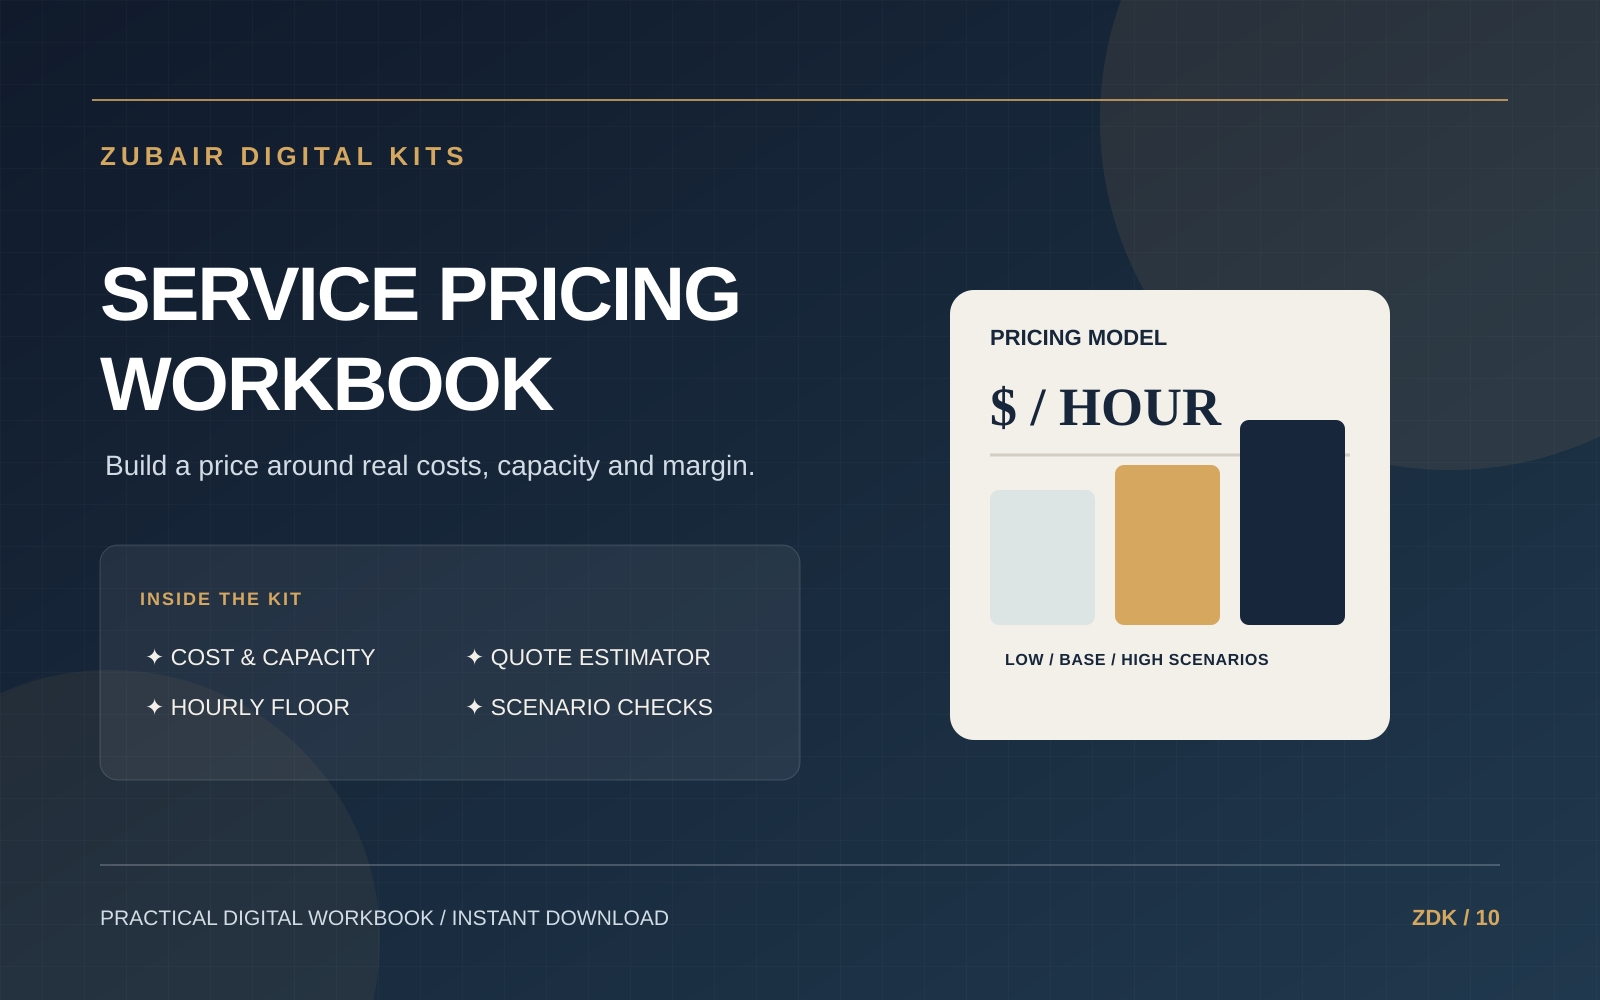 ZUBAIR DIGITAL KITS
SERVICE PRICING
WORKBOOK
Build a price around real costs, capacity and margin.
INSIDE THE KIT
✦ COST & CAPACITY
✦ QUOTE ESTIMATOR
✦ HOURLY FLOOR
✦ SCENARIO CHECKS
PRICING MODEL
$ / HOUR
LOW / BASE / HIGH SCENARIOS
PRACTICAL DIGITAL WORKBOOK / INSTANT DOWNLOAD
ZDK / 10